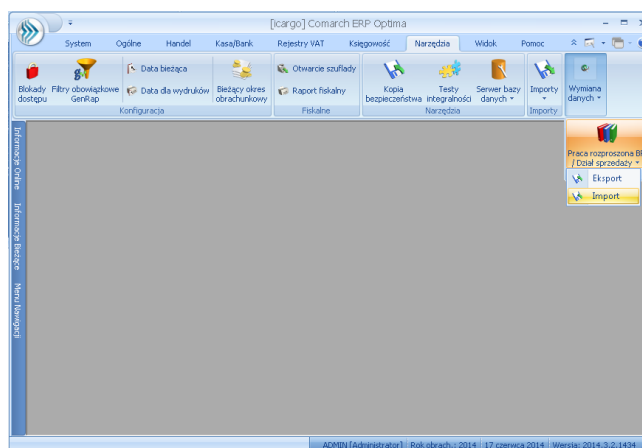 [icargo] Comarch ERP Optima
System Ogólne Handel Kasa/Bank Rejestry VAT Księgowość Narzędzia Widok Pomoc
Blokady dostępu
Filtry obowiązkowe GenRap
Data bieżąca
Data dla wydruków
Bieżący okres obrachunkowy
Konfiguracja
Otwarcie szuflady
Raport fiskalny
Fiskalne
Kopia bezpieczeństwa
Testy integralności
Serwer bazy danych
Narzędzia
Importy
Importy
Wymiana danych
Praca rozproszona
/ Dział sprzedaży
Eksport
Import
Informacje Online
Informacje Bieżące
Menu Nawigacji
ADMIN [Administrator] Rok obrach.: 2014 17 czerwca 2014 Wersja: 2014.3.2.1434